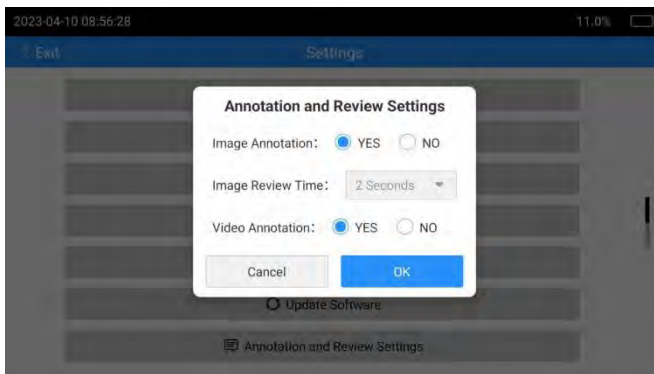 2023-04-10 08:56:28 11.0%
Exit Settings
Annotation and Review Settings
Image Annotation: YES NO
Image Review Time: 2 Seconds
Video Annotation: YES NO
Cancel OK
Update Software
Annotation and Review Settings